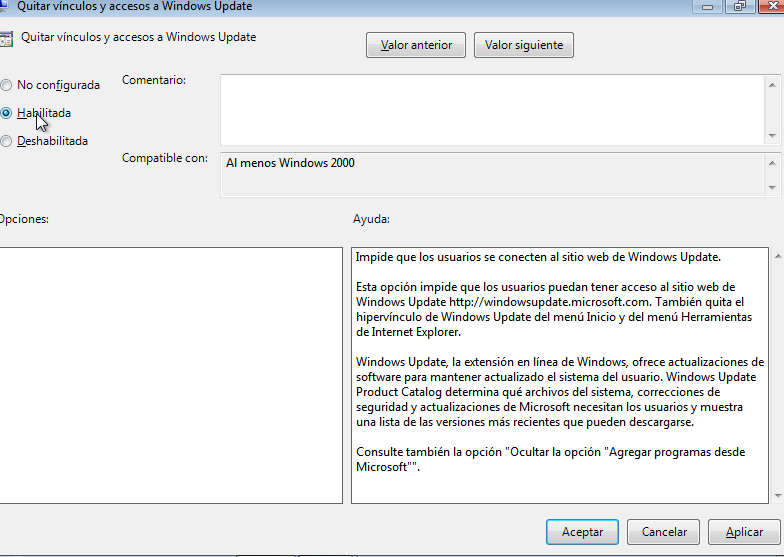 Quitar vínculos y accesos a Windows Update
Quitar vínculos y accesos a Windows Update
Valor anterior
Valor siguiente
No configurada
Comentario:
Habilitada
Deshabilitada
Compatible con:
Al menos Windows 2000
Opciones:
Ayuda:
Impide que los usuarios se conecten al sitio web de Windows Update.
Esta opción impide que los usuarios puedan tener acceso al sitio web de
Windows Update http://windowsupdate.microsoft.com. También quita el
hipervínculo de Windows Update del menú Inicio y del menú Herramientas
de Internet Explorer.
Windows Update, la extensión en línea de Windows, ofrece actualizaciones de
software para mantener actualizado el sistema del usuario. Windows Update
Product Catalog determina qué archivos del sistema, correcciones de
seguridad y actualizaciones de Microsoft necesitan los usuarios y muestra
una lista de las versiones más recientes que pueden descargarse.
Consulte también la opción "Ocultar la opción "Agregar programas desde
Microsoft"".
Aceptar
Cancelar
Aplicar